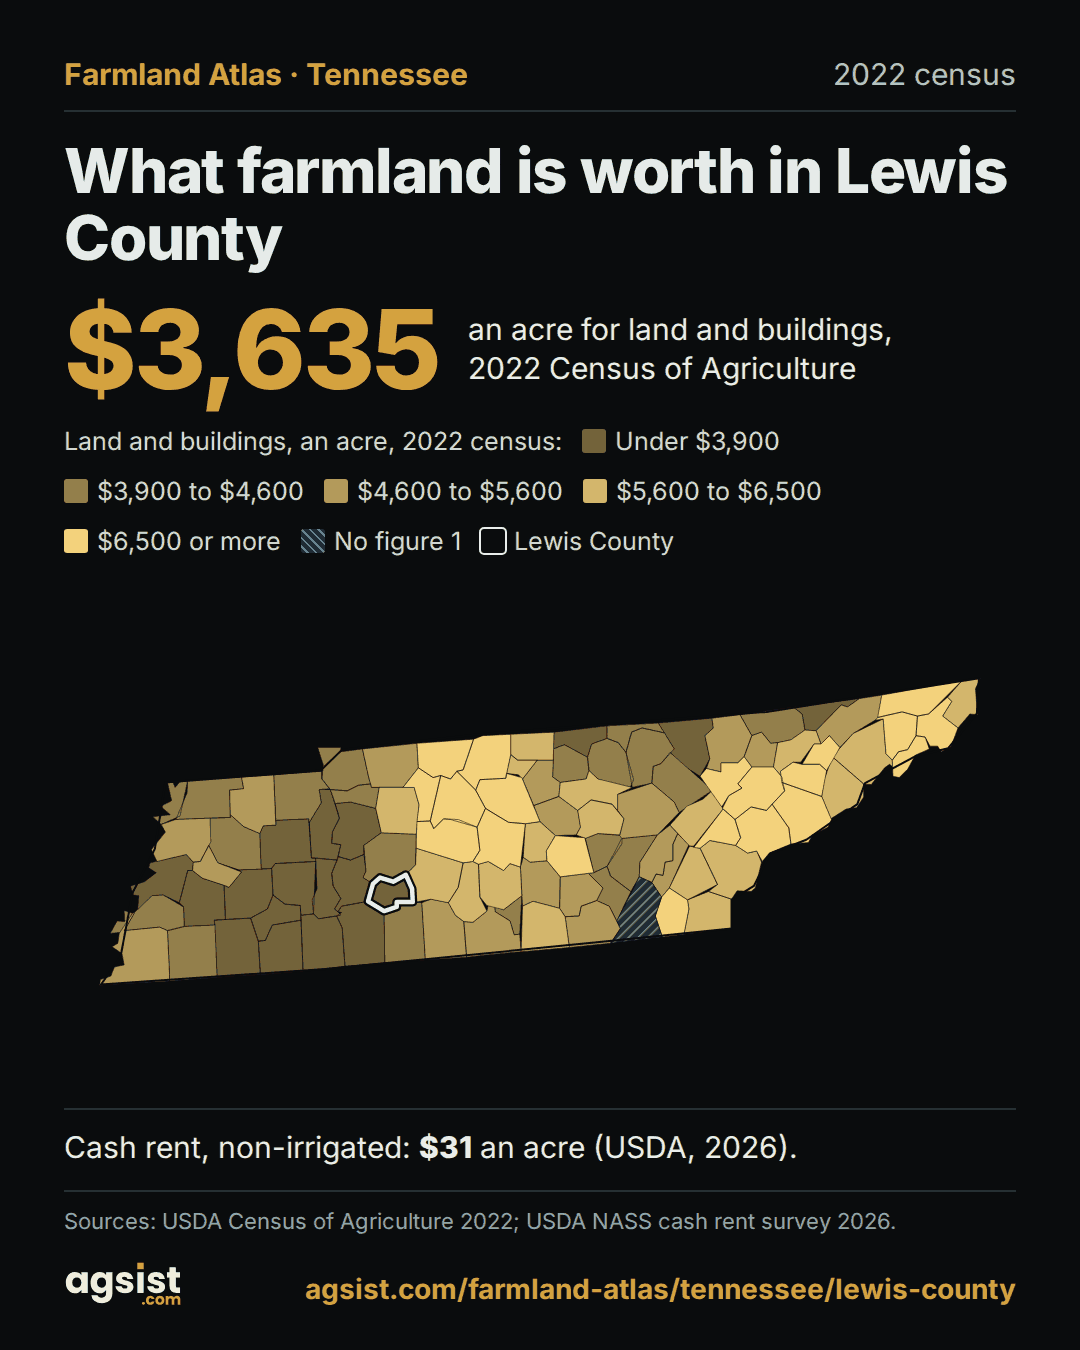 Farmland Atlas · Tennessee
2022 census
What farmland is worth in Lewis
County
$3,635
an acre for land and buildings,
2022 Census of Agriculture
Land and buildings, an acre, 2022 census: Under $3,900
$3,900 to $4,600 $4,600 to $5,600 $5,600 to $6,500
$6,500 or more No figure 1 Lewis County
Cash rent, non-irrigated: $31 an acre (USDA, 2026).
Sources: USDA Census of Agriculture 2022; USDA NASS cash rent survey 2026.
agsist.com
agsist.com/farmland-atlas/tennessee/lewis-county